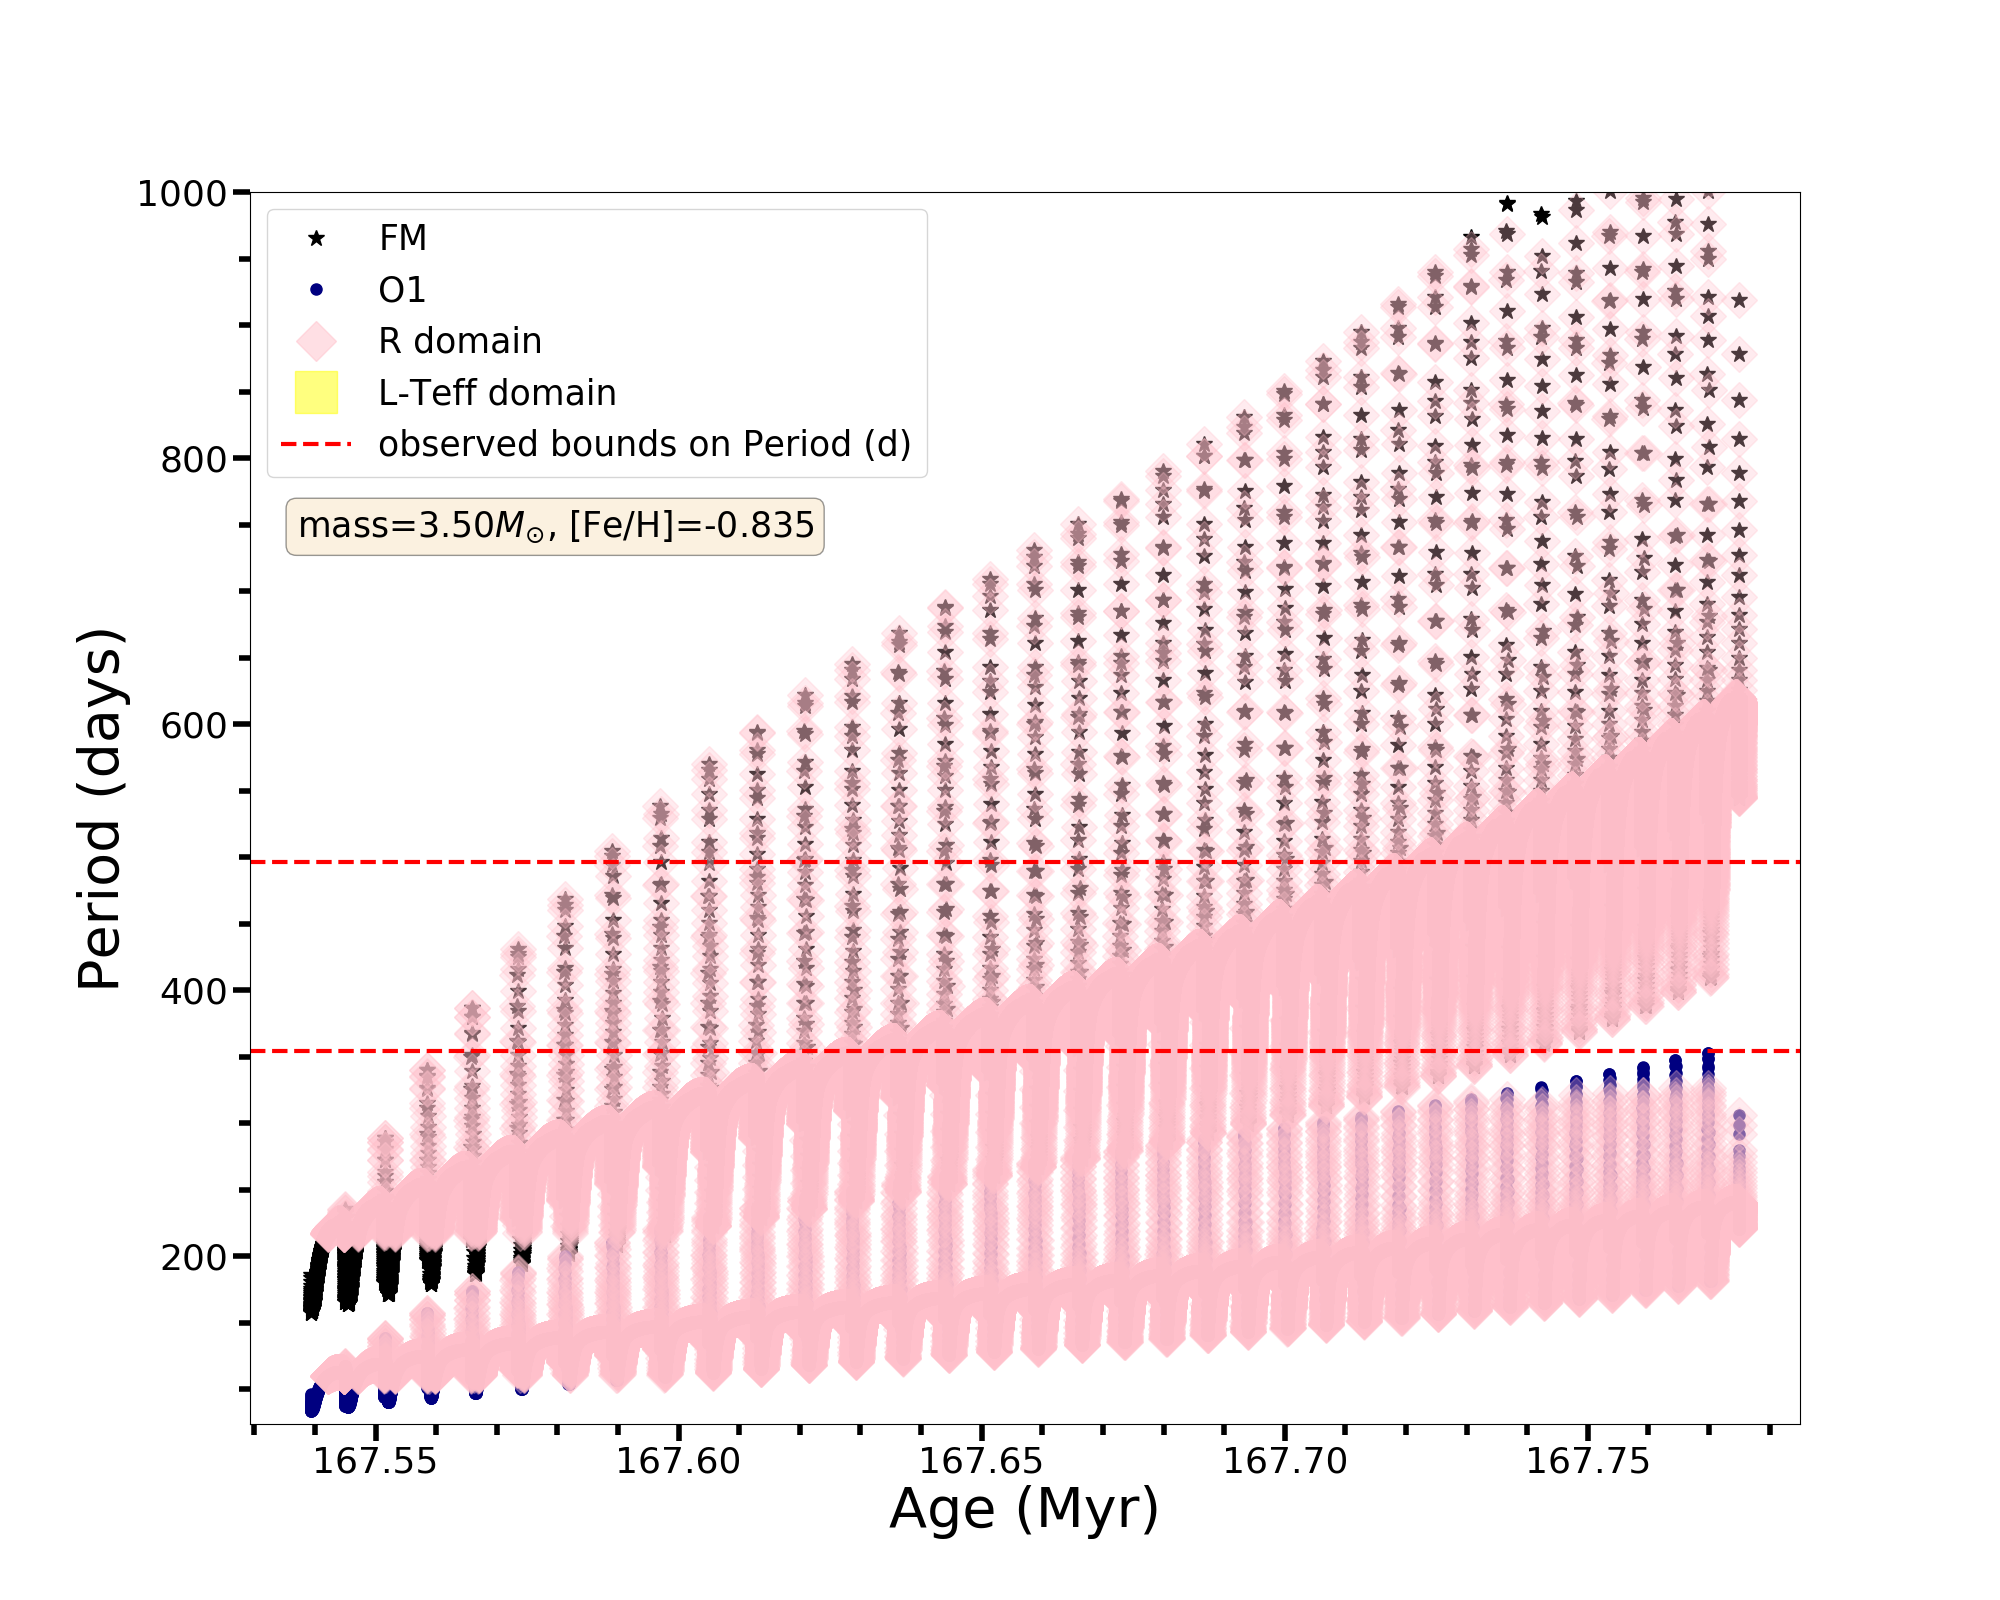 FM
O1
R domain
L-Teff domain
observed bounds on Period (d)
mass=3.50M⊙, [Fe/H]=-0.835
1000
800
600
400
200
Period (days)
167.55 167.60 167.65 167.70 167.75
Age (Myr)